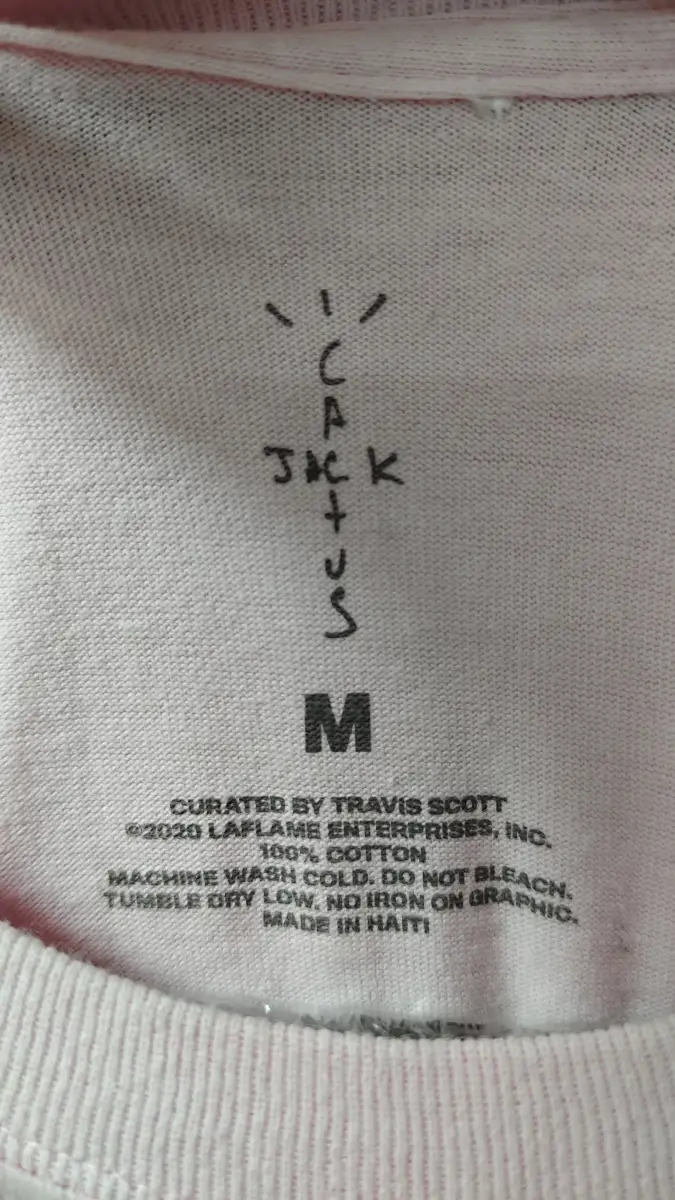 CACTUS
JACK
M
CURATED BY TRAVIS SCOTT
©2020 LAFLAME ENTERPRISES, INC.
100% COTTON
MACHINE WASH COLD. DO NOT BLEACH.
TUMBLE DRY LOW. NO IRON ON GRAPHIC.
MADE IN HAITI